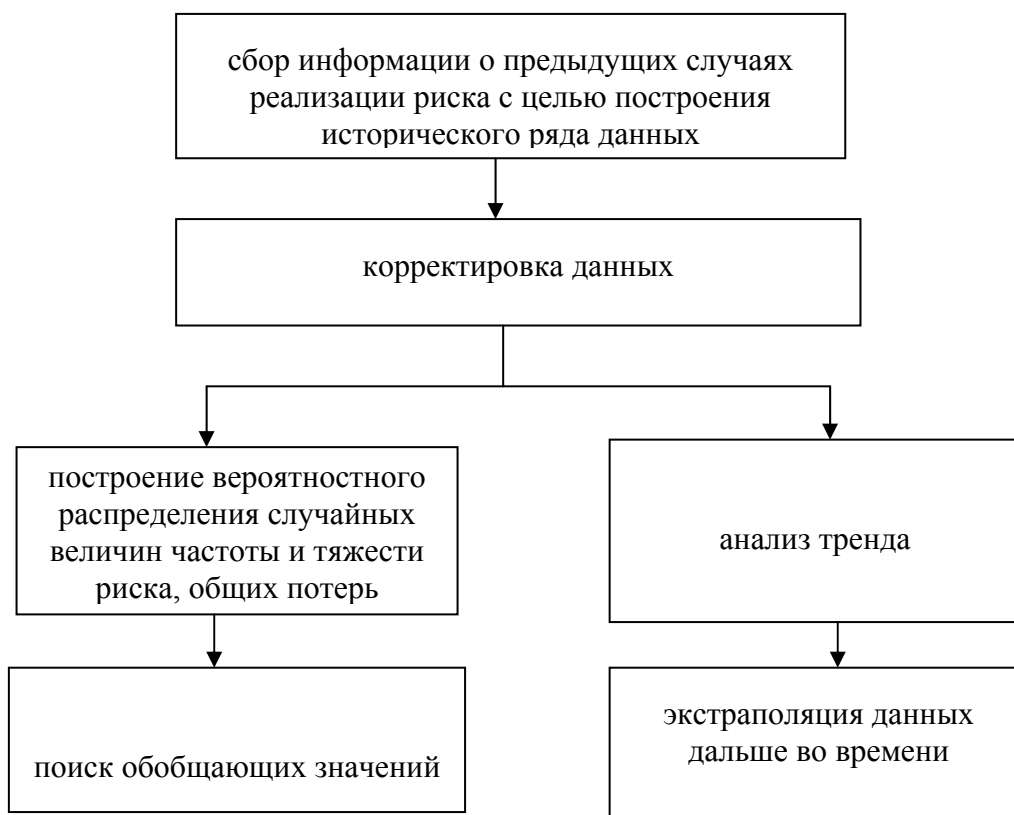 сбор информации о предыдущих случаях
реализации риска с целью построения
исторического ряда данных
корректировка данных
построение вероятностного
распределения случайных
величин частоты и тяжести
риска, общих потерь
анализ тренда
поиск обобщающих значений
экстраполяция данных
дальше во времени